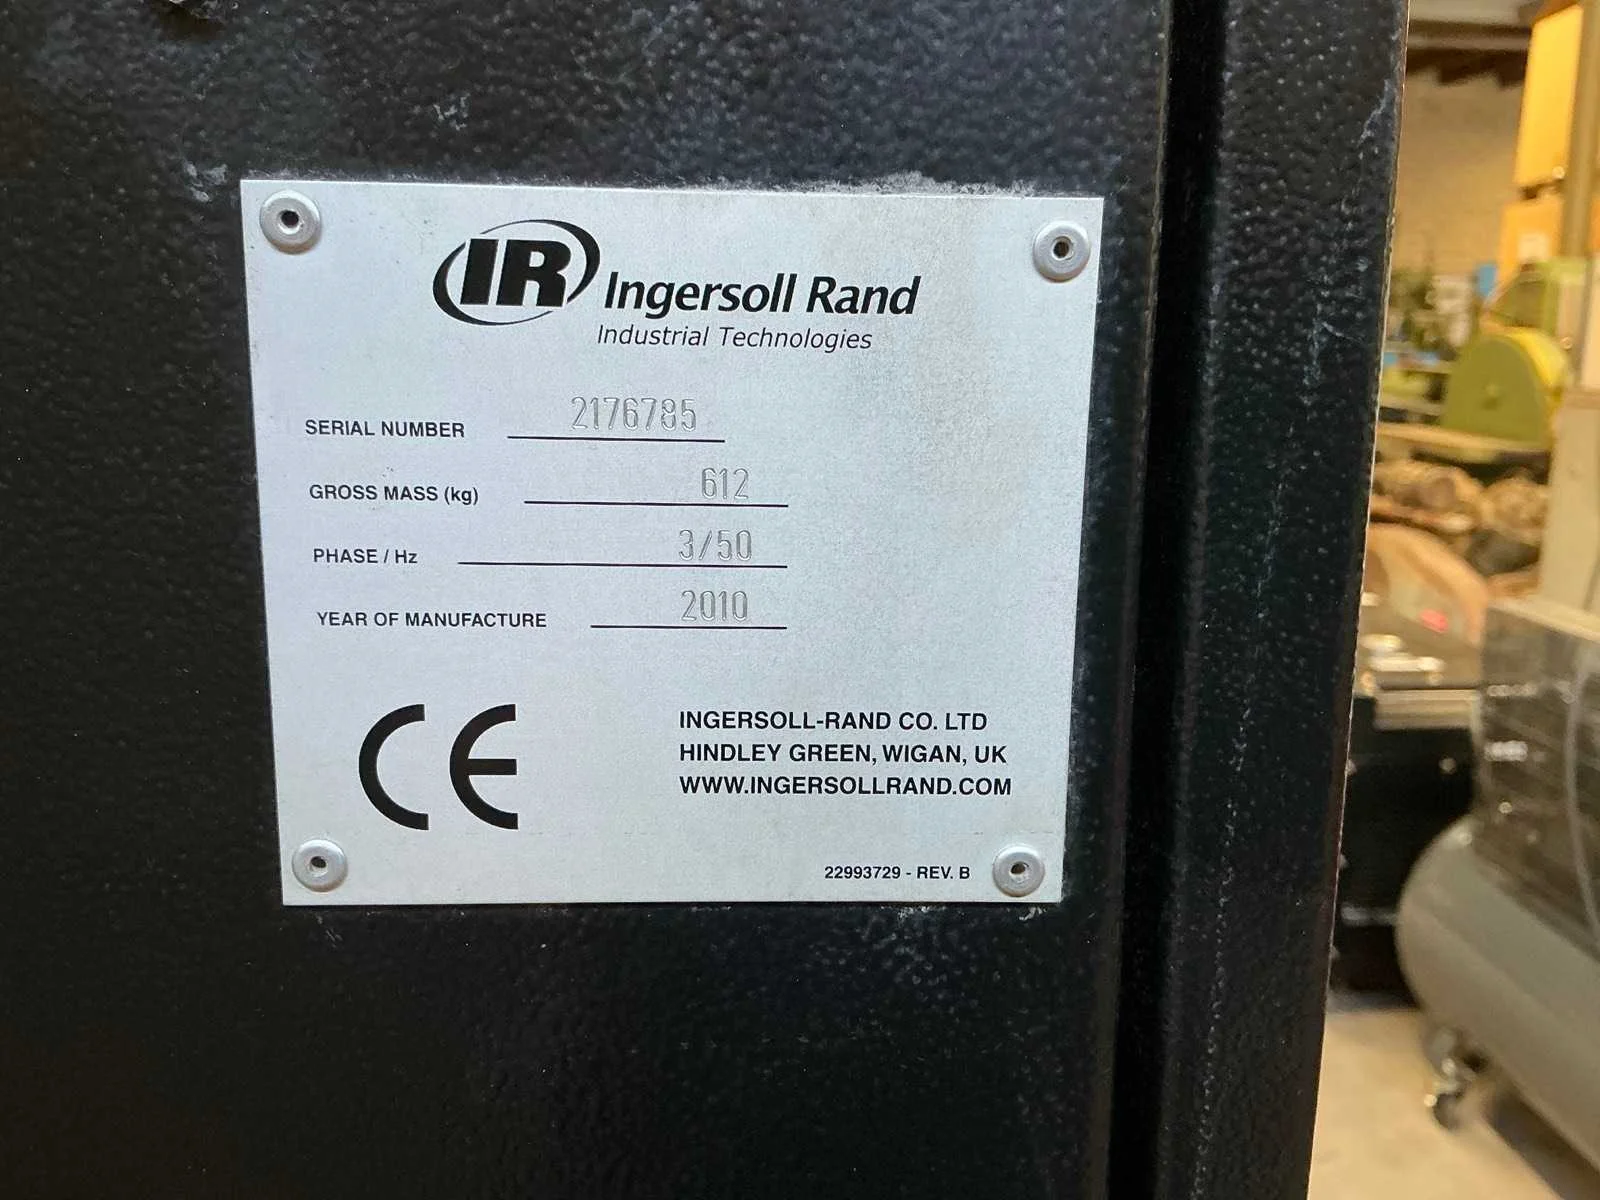 IR Ingersoll Rand
Industrial Technologies
SERIAL NUMBER 2176785
GROSS MASS (kg) 612
PHASE / Hz 3/50
YEAR OF MANUFACTURE 2010
CE
INGERSOLL-RAND CO. LTD
HINDLEY GREEN, WIGAN, UK
WWW.INGERSOLLRAND.COM
22993729 - REV. B